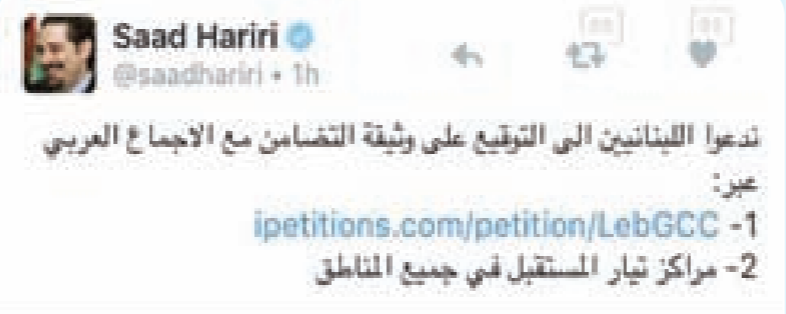 Saad Hariri
@saadhariri • 1h
ندعوا اللبنانيين الى التوقيع على وثيقة التضامن مع الاجماع العربي
عبر:
1- ipetitions.com/petition/LebGCC
2- مراكز تيار المستقبل في جميع المناطق